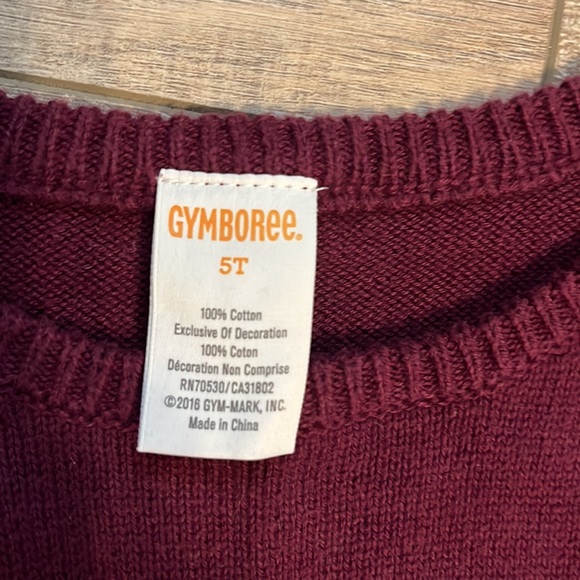 GYMBOREE.
5T
100% Cotton
Exclusive Of Decoration
100% Coton
Décoration Non Comprise
RN70530/CA31802
©2016 GYM-MARK, INC.
Made in China